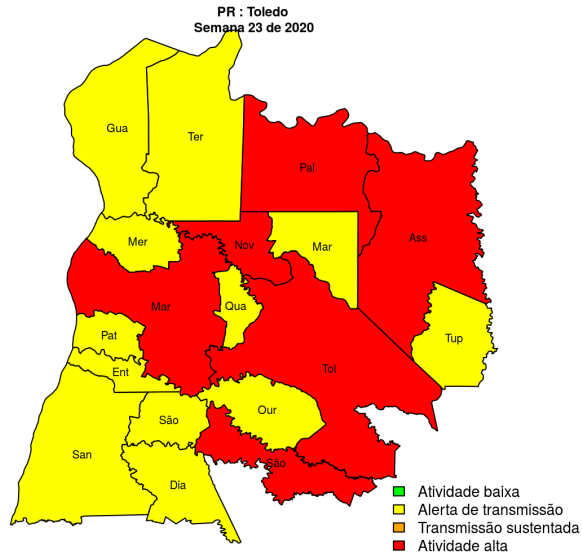 PR : Toledo
Semana 23 de 2020
Gua
Ter
Pal
Mer
Nov
Mar
Ass
Mar
Qua
Pat
Tup
Ent
Tol
São
Our
San
São
Dia
Atividade baixa
Alerta de transmissão
Transmissão sustentada
Atividade alta